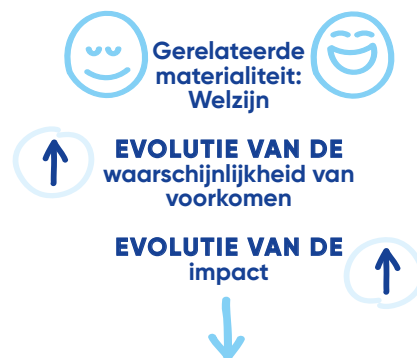 Gerelateerde
materialiteit:
Welzijn
EVOLUTIE VAN DE
waarschijnlijkheid van
voorkomen
EVOLUTIE VAN DE
impact